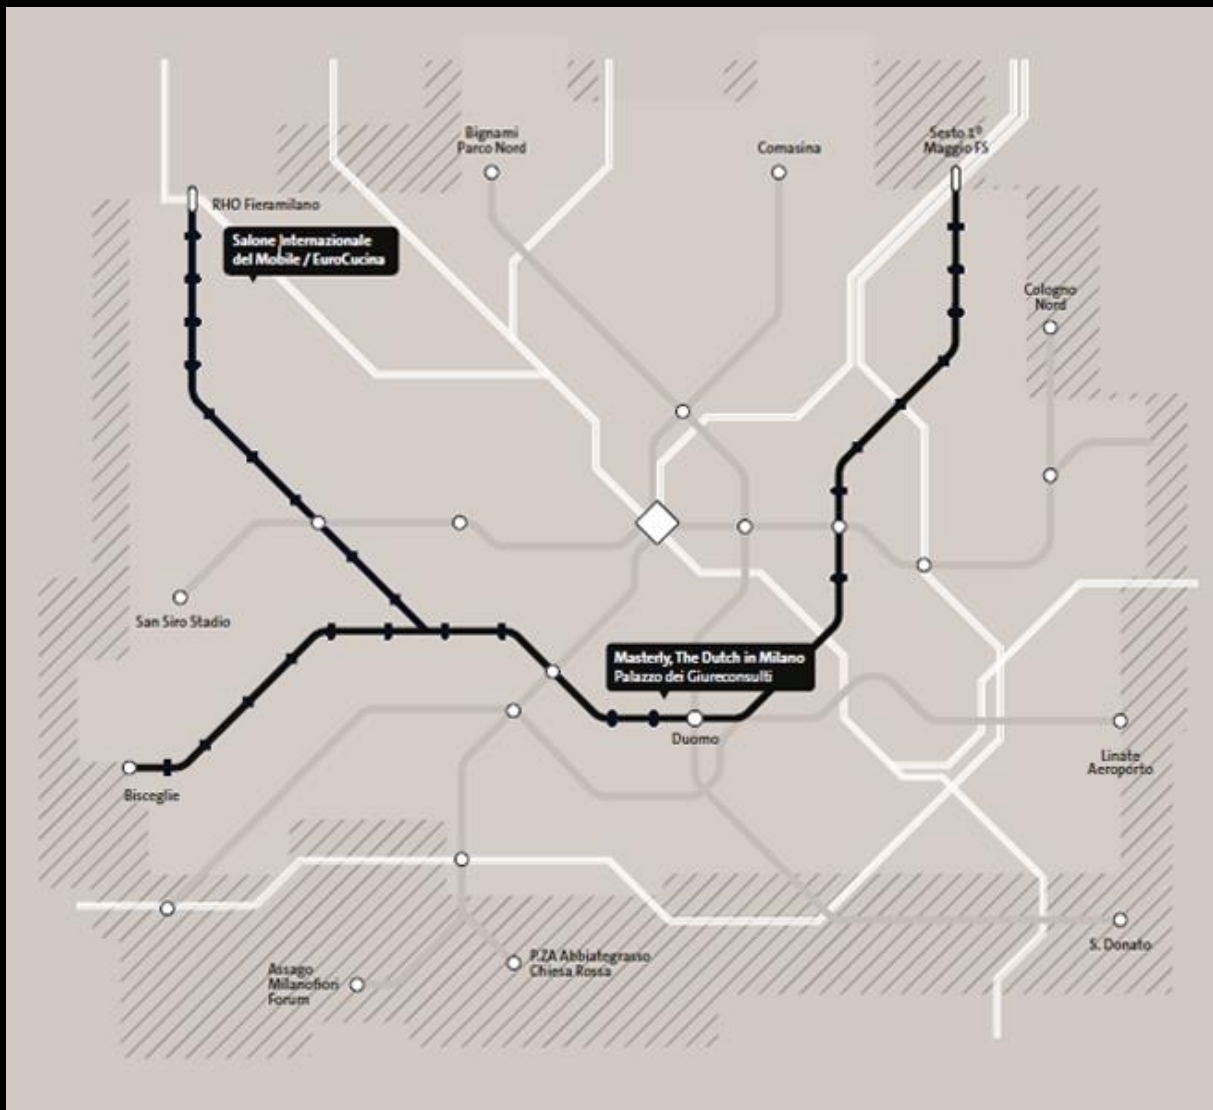 Bignami
Parco Nord
Comasina
Sesto 1°
Maggio FS
RHO Fieramilano
Salone Internazionale
del Mobile / EuroCucina
Cologno
Nord
San Siro Stadio
Masterly, The Dutch in Milano
Palazzo dei Giureconsulti
Duomo
Linate
Aeroporto
Bisceglie
S. Donato
P.ZA Abbiategrasso
Chiesa Rossa
Assago
Milanofiori
Forum